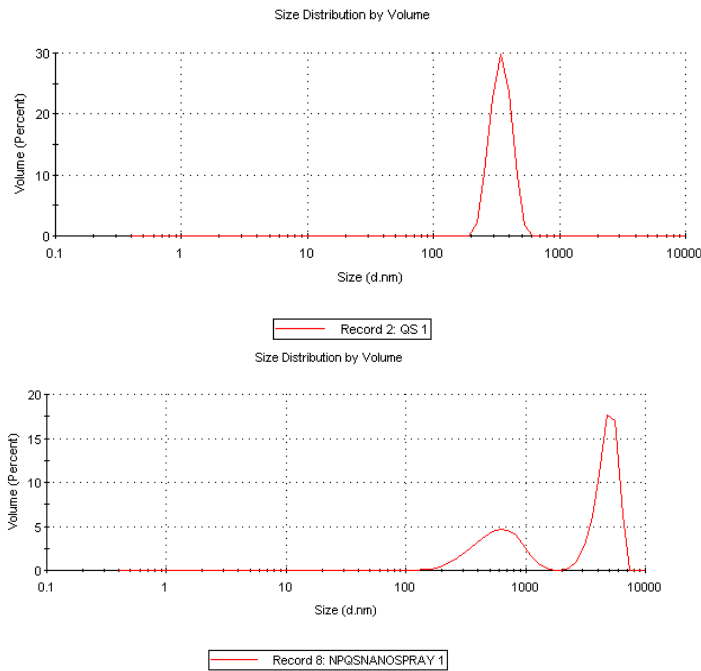 Size Distribution by Volume
30
20
10
0
Volume (Percent)
0.1 1 10 100 1000 10000
Size (d.nm)
Record 2: QS 1
Size Distribution by Volume
20
15
10
5
0
Volume (Percent)
0.1 1 10 100 1000 10000
Size (d.nm)
Record 8: NPQSNANOSPRAY 1